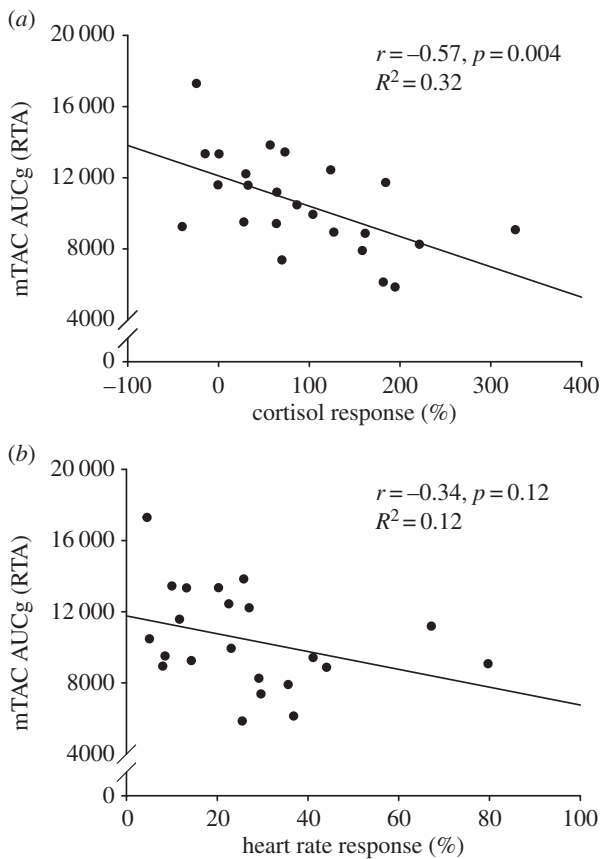 (a)
20 000
16 000
12 000
8000
4000
0
mTAC AUCg (RTA)
r = –0.57, p = 0.004
R² = 0.32
–100 0 100 200 300 400
cortisol response (%)
(b)
20 000
16 000
12 000
8000
4000
0
mTAC AUCg (RTA)
r = –0.34, p = 0.12
R² = 0.12
0 20 40 60 80 100
heart rate response (%)